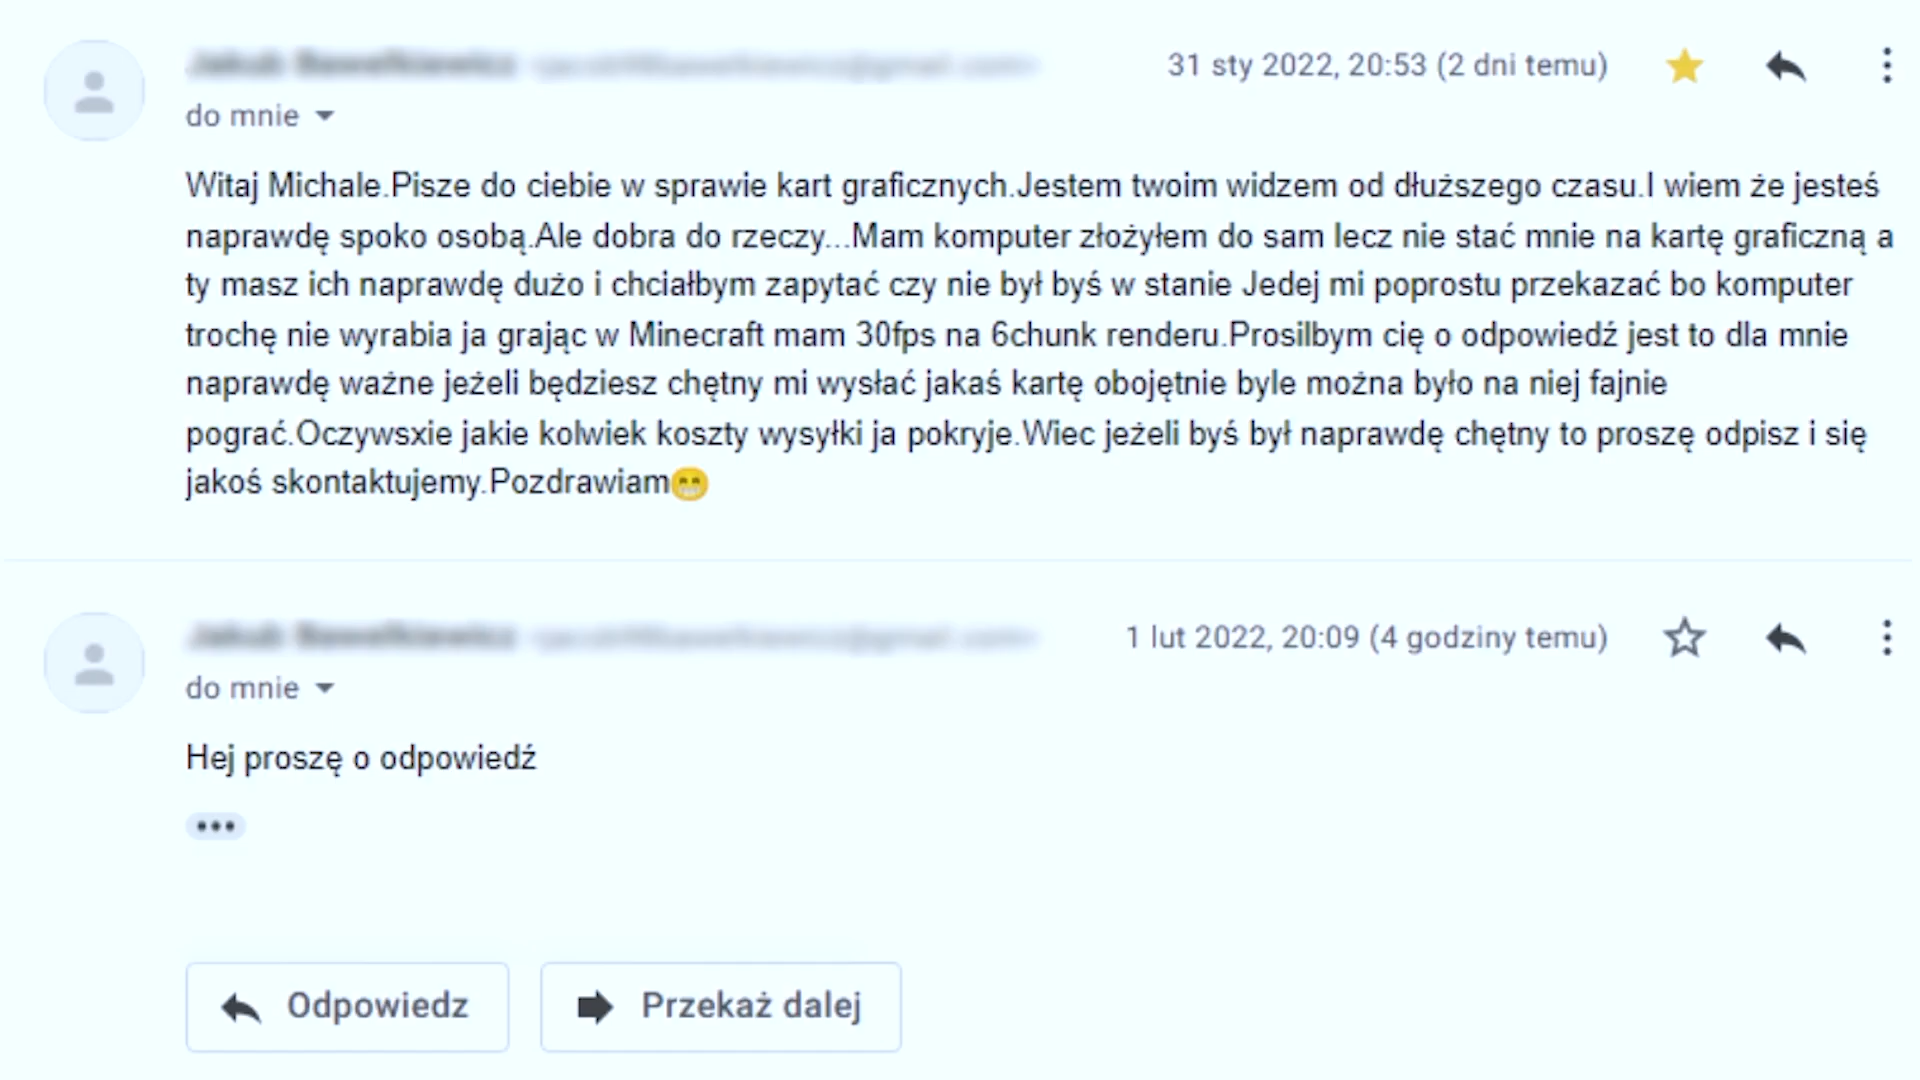 31 sty 2022, 20:53 (2 dni temu)
do mnie
Witaj Michale.Pisze do ciebie w sprawie kart graficznych.Jestem twoim widzem od dłuższego czasu.I wiem że jesteś
naprawdę spoko osobą.Ale dobra do rzeczy...Mam komputer złożyłem do sam lecz nie stać mnie na kartę graficzną a
ty masz ich naprawdę dużo i chciałbym zapytać czy nie był byś w stanie Jedej mi poprostu przekazać bo komputer
trochę nie wyrabia ja grając w Minecraft mam 30fps na 6chunk renderu.Prosilbym cię o odpowiedź jest to dla mnie
naprawdę ważne jeżeli będziesz chętny mi wysłać jakaś kartę obojętnie byle można było na niej fajnie
pograć.Oczywsxie jakie kolwiek koszty wysyłki ja pokryje.Wiec jeżeli byś był naprawdę chętny to proszę odpisz i się
jakoś skontaktujemy.Pozdrawiam😁
1 lut 2022, 20:09 (4 godziny temu)
do mnie
Hej proszę o odpowiedź
Odpowiedz
Przekaż dalej